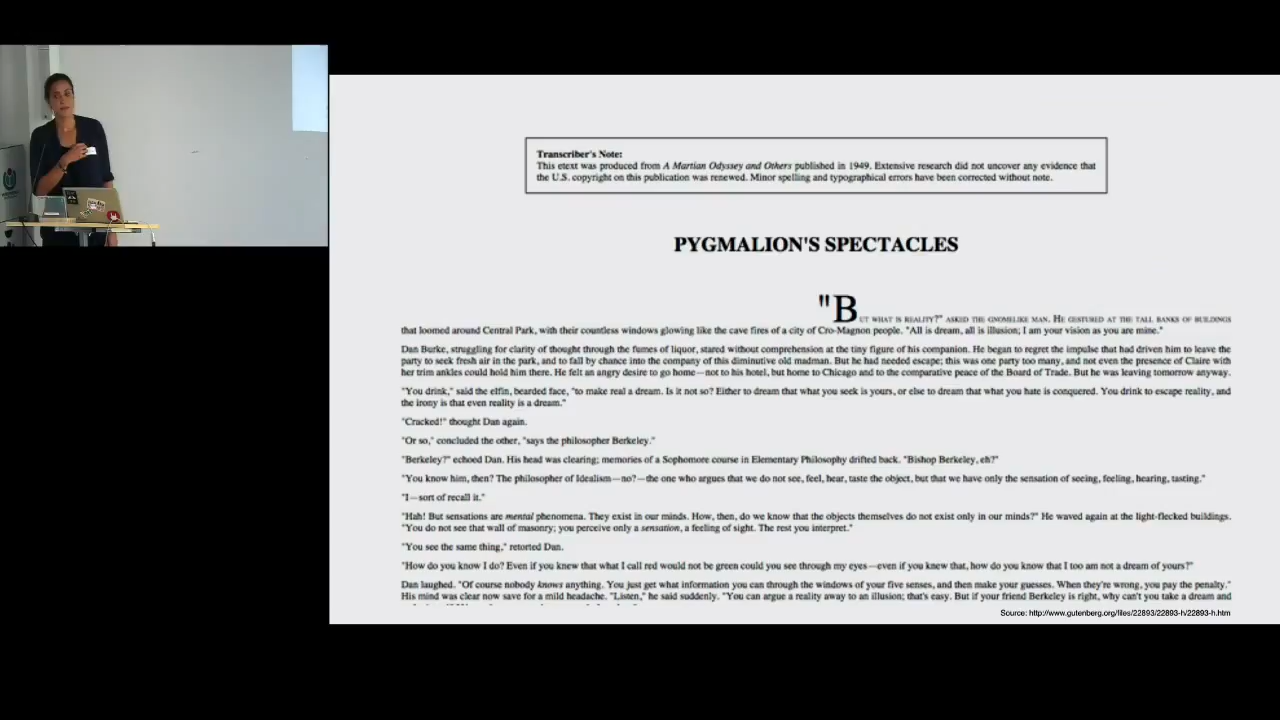 Transcriber's Note:
This etext was produced from A Martian Odyssey and Others published in 1949. Extensive research did not uncover any evidence that
the U.S. copyright on this publication was renewed. Minor spelling and typographical errors have been corrected without note.
PYGMALION'S SPECTACLES
"BUT WHAT IS REALITY?" ASKED THE GNOMELIKE MAN. HE GESTURED AT THE TALL BANKS OF BUILDINGS
that loomed around Central Park, with their countless windows glowing like the cave fires of a city of Cro-Magnon people. "All is dream, all is illusion; I am your vision as you are mine."
Dan Burke, struggling for clarity of thought through the fumes of liquor, stared without comprehension at the tiny figure of his companion. He began to regret the impulse that had driven him to leave the
party to seek fresh air in the park, and to fall by chance into the company of this diminutive old madman. But he had needed escape; this was one party too many, and not even the presence of Claire with
her trim ankles could hold him there. He felt an angry desire to go home—not to his hotel, but home to Chicago and to the comparative peace of the Board of Trade. But he was leaving tomorrow anyway.
"You drink," said the elfin, bearded face, "to make real a dream. Is it not so? Either to dream that what you seek is yours, or else to dream that what you hate is conquered. You drink to escape reality, and
the irony is that even reality is a dream."
"Cracked!" thought Dan again.
"Or so," concluded the other, "says the philosopher Berkeley."
"Berkeley?" echoed Dan. His head was clearing; memories of a Sophomore course in Elementary Philosophy drifted back. "Bishop Berkeley, eh?"
"You know him, then? The philosopher of Idealism—no?—the one who argues that we do not see, feel, hear, taste the object, but that we have only the sensation of seeing, feeling, hearing, tasting."
"I—sort of recall it."
"Hah! But sensations are mental phenomena. They exist in our minds. How, then, do we know that the objects themselves do not exist only in our minds?" He waved again at the light-flecked buildings.
"You do not see that wall of masonry; you perceive only a sensation, a feeling of sight. The rest you interpret."
"You see the same thing," retorted Dan.
"How do you know I do? Even if you knew that what I call red would not be green could you see through my eyes—even if you knew that, how do you know that I too am not a dream of yours?"
Dan laughed. "Of course nobody knows anything. You just get what information you can through the windows of your five senses, and then make your guesses. When they're wrong, you pay the penalty."
His mind was clear now save for a mild headache. "Listen," he said suddenly. "You can argue a reality away to an illusion; that's easy. But if your friend Berkeley is right, why can't you take a dream and
Source: http://www.gutenberg.org/files/22893/22893-h/22893-h.htm